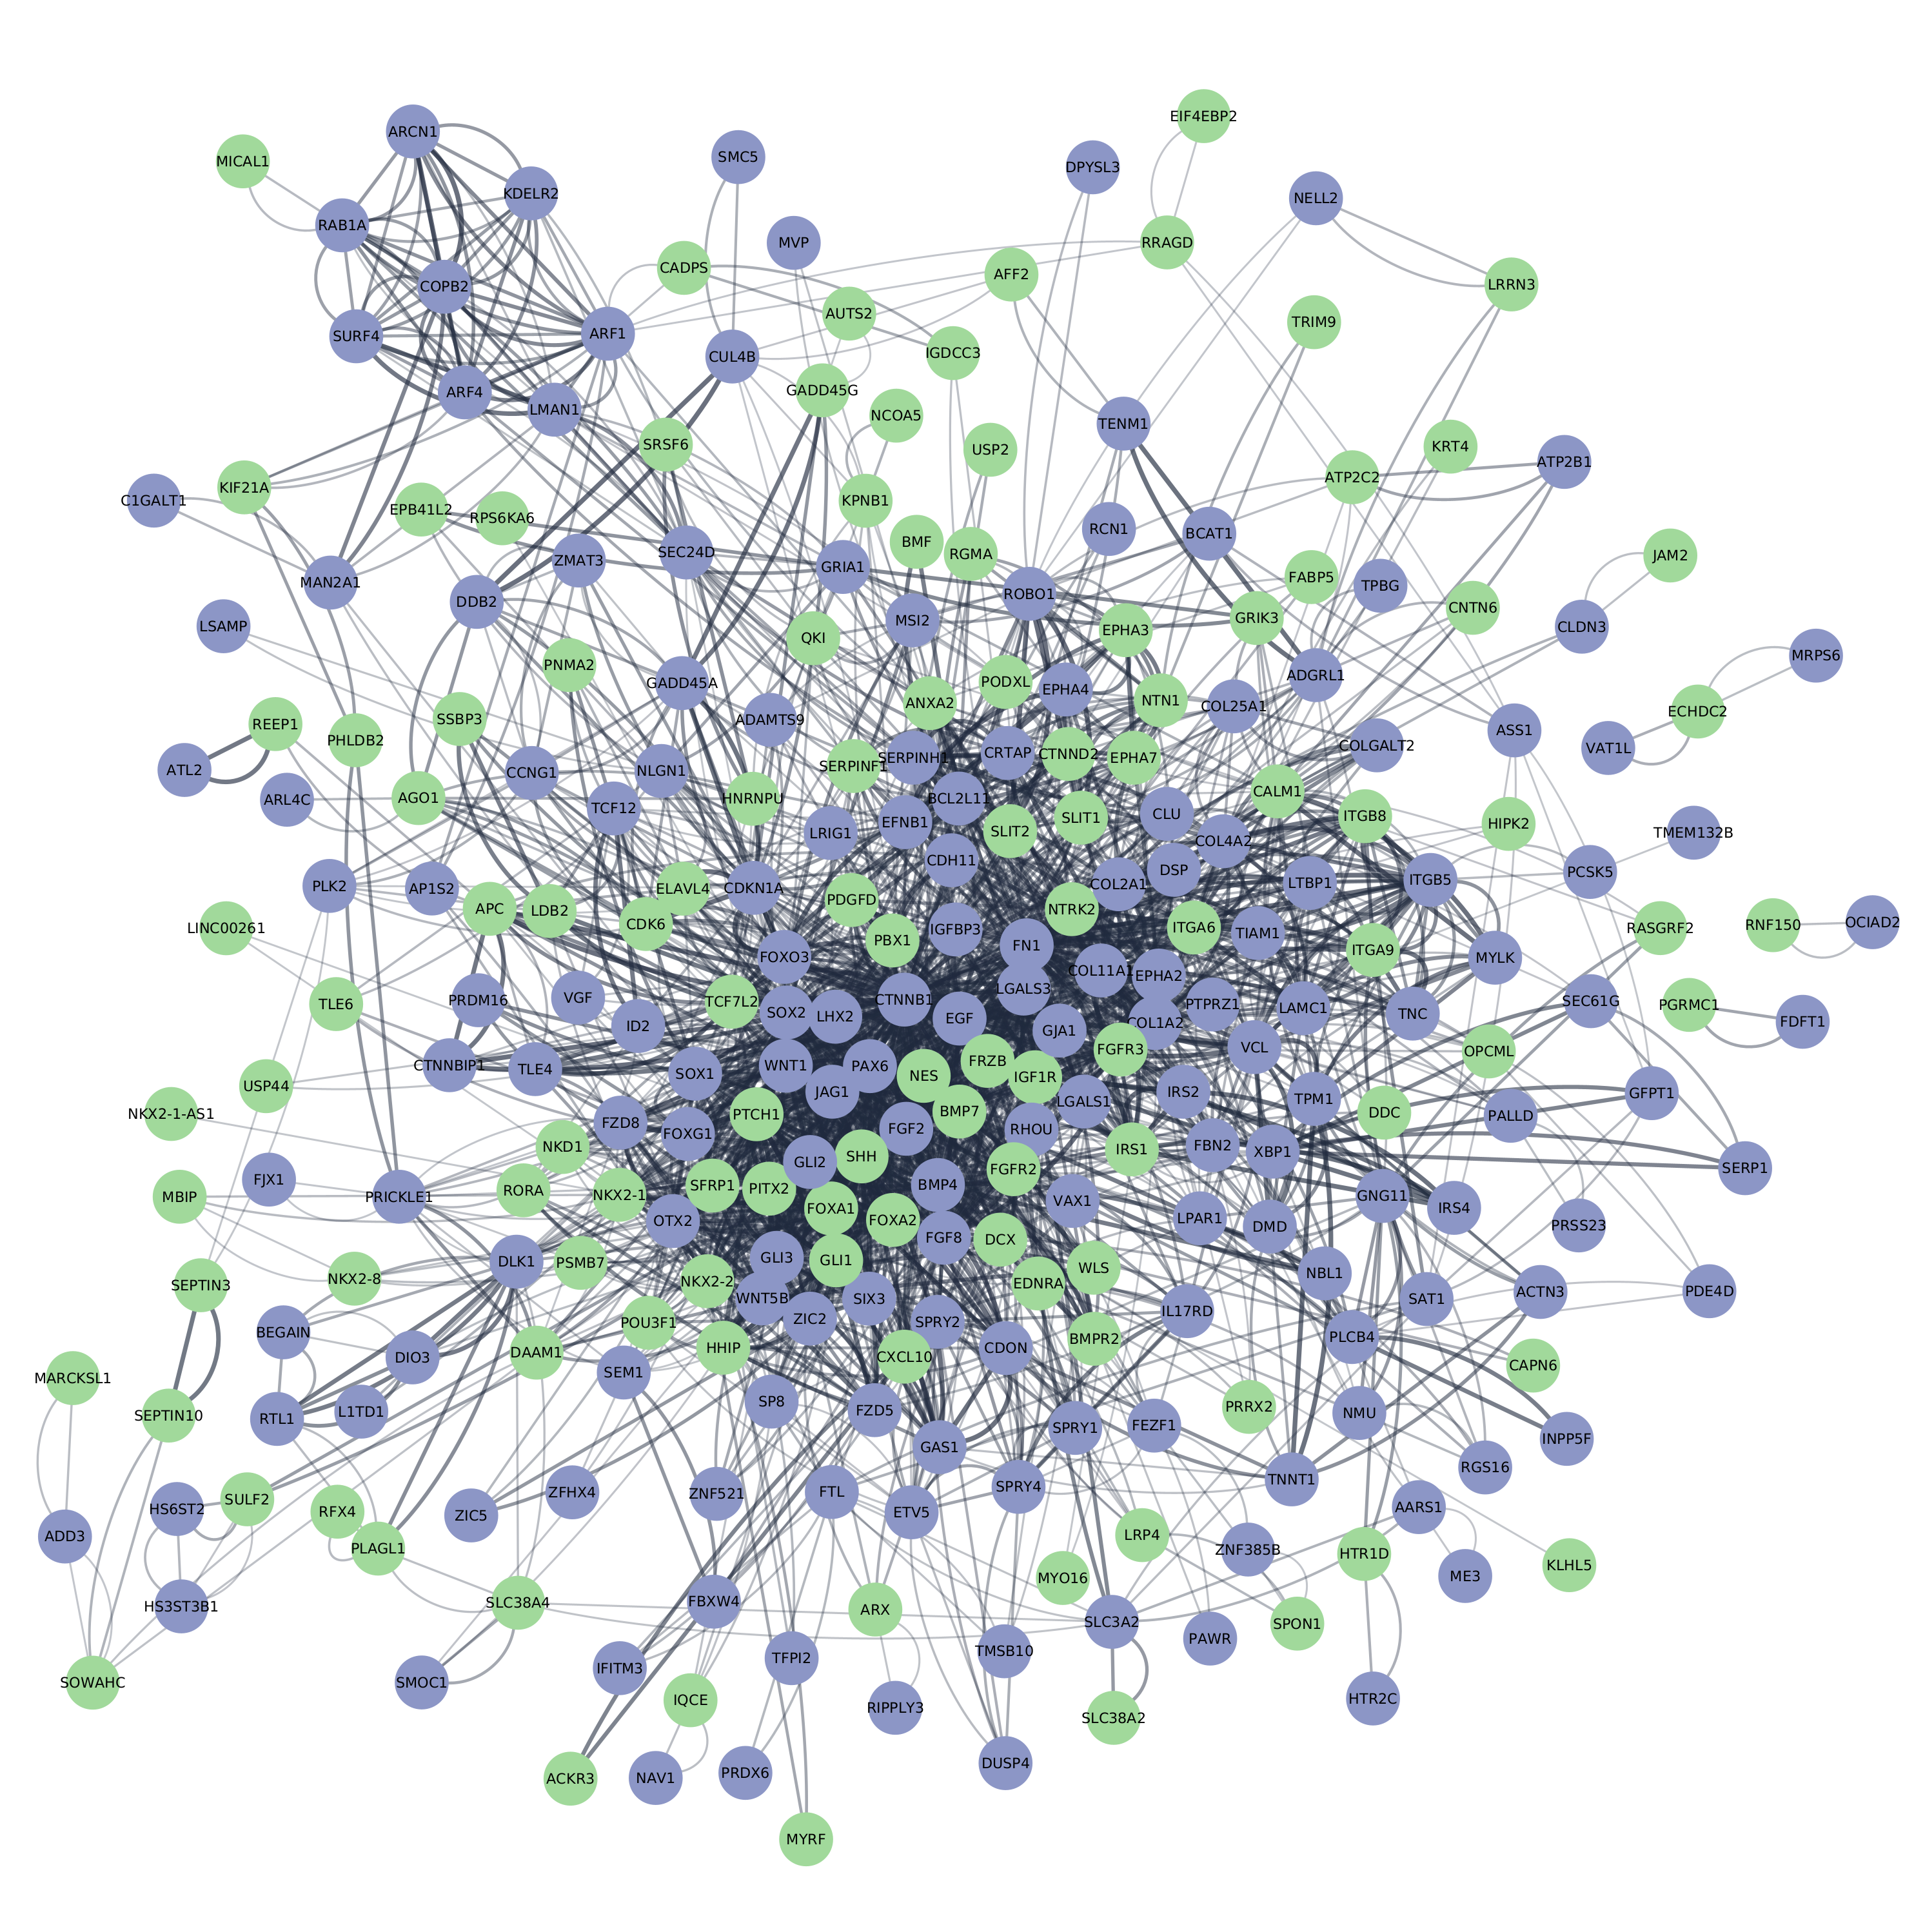 EIF4EBP2
ARCN1
SMC5
MICAL1
DPYSL3
KDELR2
NELL2
RAB1A
MVP
RRAGD
CADPS
AFF2
COPB2
LRRN3
AUTS2
TRIM9
ARF1
SURF4
IGDCC3
CUL4B
GADD45G
ARF4
LMAN1
NCOA5
TENM1
SRSF6
KRT4
USP2
ATP2B1
ATP2C2
KIF21A
C1GALT1
KPNB1
EPB41L2
RPS6KA6
RCN1
BCAT1
BMF
SEC24D
RGMA
JAM2
ZMAT3
GRIA1
FABP5
MAN2A1
TPBG
ROBO1
DDB2
CNTN6
GRIK3
MSI2
LSAMP
CLDN3
EPHA3
QKI
MRPS6
PNMA2
ADGRL1
PODXL
GADD45A
EPHA4
NTN1
ANXA2
COL25A1
ECHDC2
SSBP3
ADAMTS9
REEP1
ASS1
PHLDB2
COLGALT2
VAT1L
CRTAP
CTNND2
SERPINH1
EPHA7
SERPINF1
ATL2
NLGN1
CCNG1
CALM1
AGO1
HNRNPU
BCL2L11
ARL4C
TCF12
CLU
ITGB8
SLIT1
EFNB1
HIPK2
SLIT2
LRIG1
TMEM132B
COL4A2
CDH11
DSP
PCSK5
ITGB5
LTBP1
COL2A1
PLK2
AP1S2
ELAVL4
CDKN1A
PDGFD
NTRK2
APC
LDB2
OCIAD2
CDK6
RNF150
ITGA6
LINC00261
RASGRF2
IGFBP3
TIAM1
PBX1
FN1
ITGA9
FOXO3
MYLK
COL11A1
EPHA2
LGALS3
VGF
CTNNB1
PRDM16
TCF7L2
SEC61G
TLE6
PTPRZ1
PGRMC1
LAMC1
SOX2
TNC
LHX2
EGF
FDFT1
COL1A2
ID2
GJA1
VCL
FGFR3
OPCML
FRZB
CTNNBIP1
WNT1
PAX6
TLE4
SOX1
NES
IGF1R
USP44
JAG1
IRS2
GFPT1
TPM1
LGALS1
BMP7
DDC
NKX2-1-AS1
PTCH1
PALLD
FZD8
FGF2
RHOU
FOXG1
FBN2
NKD1
IRS1
XBP1
SHH
GLI2
SERP1
FGFR2
FJX1
BMP4
SFRP1
PITX2
RORA
NKX2-1
MBIP
PRICKLE1
GNG11
VAX1
FOXA1
IRS4
LPAR1
FOXA2
OTX2
DMD
PRSS23
FGF8
DCX
GLI3
GLI1
DLK1
PSMB7
WLS
NBL1
NKX2-8
NKX2-2
EDNRA
SEPTIN3
PDE4D
ACTN3
WNT5B
SIX3
SAT1
IL17RD
ZIC2
SPRY2
POU3F1
BEGAIN
PLCB4
BMPR2
HHIP
CDON
DAAM1
CXCL10
DIO3
CAPN6
SEM1
MARCKSL1
SP8
PRRX2
FZD5
L1TD1
NMU
SEPTIN10
RTL1
FEZF1
SPRY1
INPP5F
GAS1
RGS16
TNNT1
SPRY4
FTL
ZFHX4
ZNF521
SULF2
HS6ST2
AARS1
RFX4
ETV5
ZIC5
ADD3
LRP4
PLAGL1
ZNF385B
HTR1D
KLHL5
ME3
MYO16
FBXW4
SLC38A4
HS3ST3B1
ARX
SLC3A2
SPON1
PAWR
TMSB10
TFPI2
IFITM3
SOWAHC
SMOC1
HTR2C
IQCE
RIPPLY3
SLC38A2
DUSP4
PRDX6
NAV1
ACKR3
MYRF